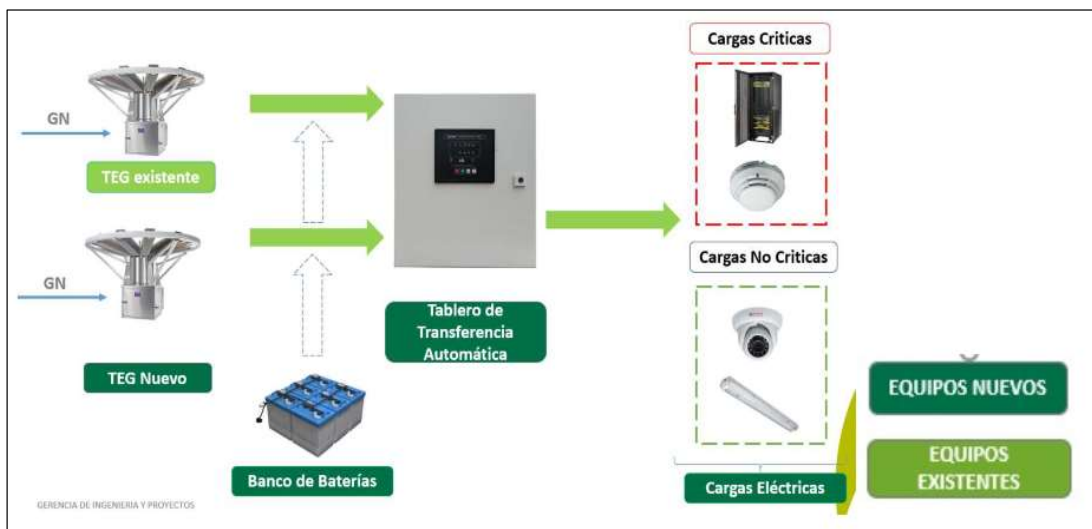 Cargas Criticas
GN
TEG existente
GN
Cargas No Criticas
Tablero de
Transferencia
Automática
TEG Nuevo
EQUIPOS NUEVOS
Banco de Baterías
Cargas Eléctricas
EQUIPOS
EXISTENTES
GERENCIA DE INGENIERIA Y PROYECTOS